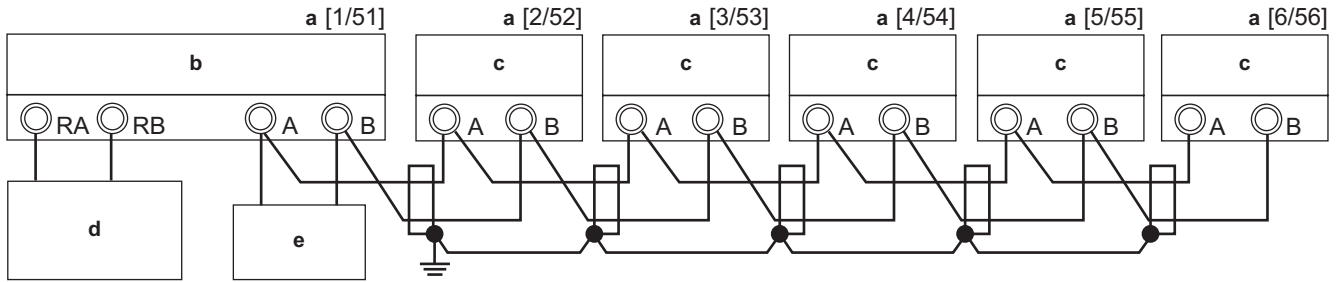 a [1/51] a [2/52] a [3/53] a [4/54] a [5/55] a [6/56]
b c c c c c
RA RB A B A B A B A B A B A B
d e